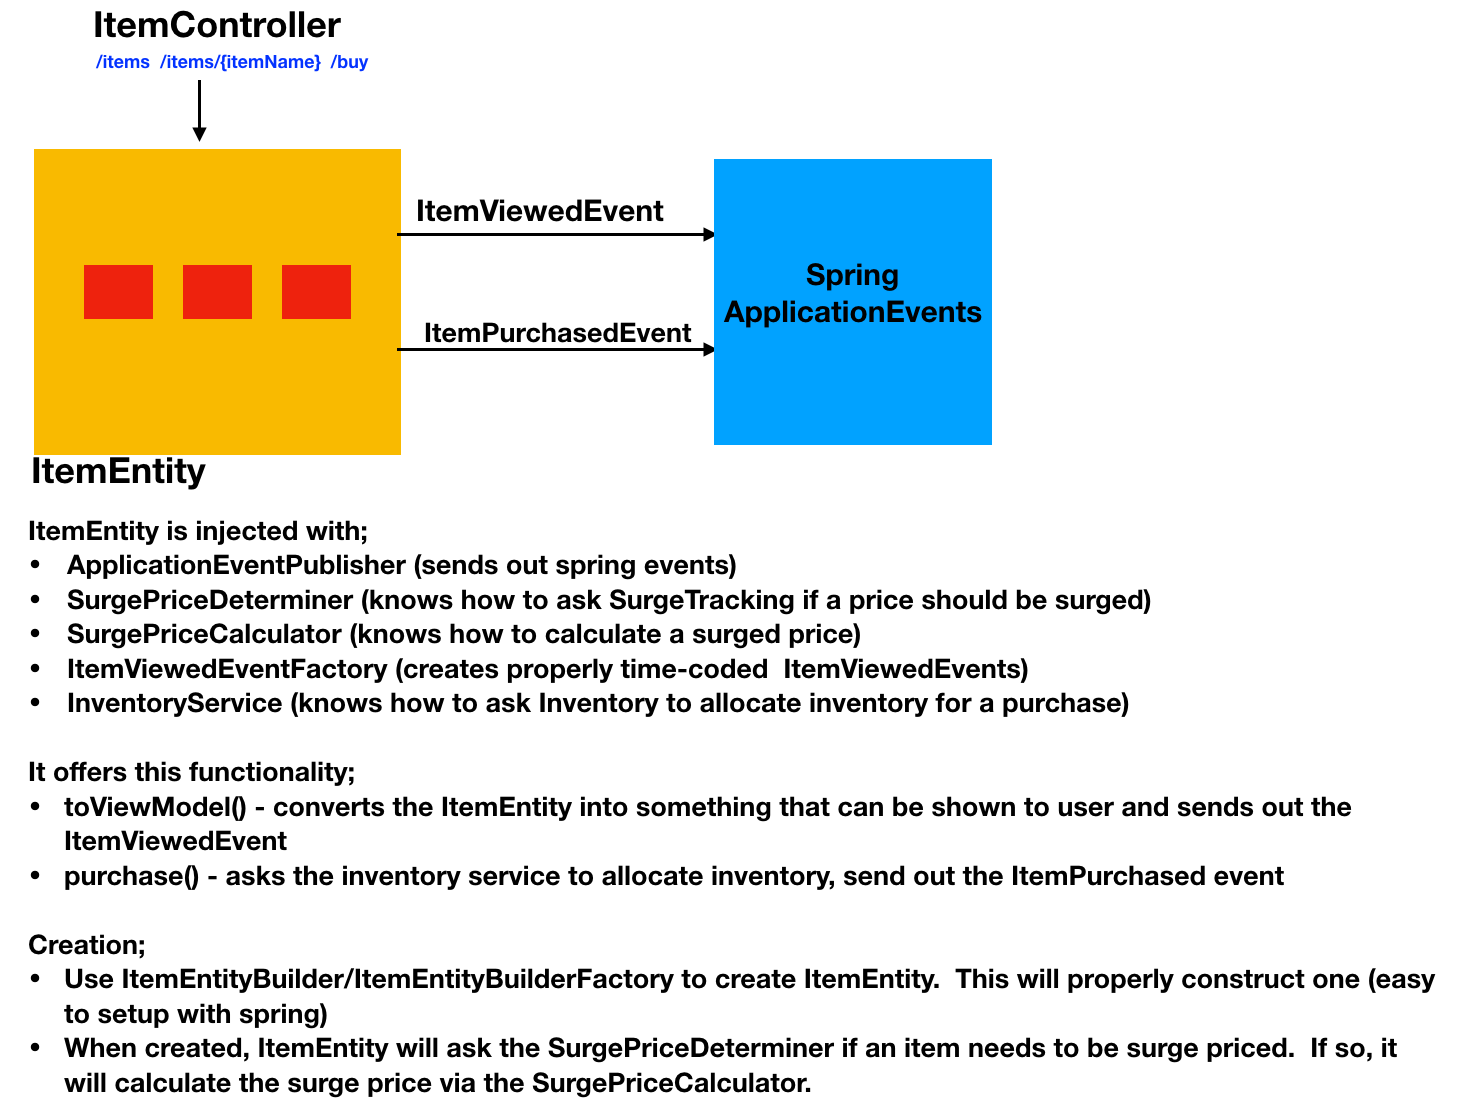 ItemController
/items /items/{itemName} /buy
ItemViewedEvent
Spring
ApplicationEvents
ItemPurchasedEvent
ItemEntity
ItemEntity is injected with;
• ApplicationEventPublisher (sends out spring events)
• SurgePriceDeterminer (knows how to ask SurgeTracking if a price should be surged)
• SurgePriceCalculator (knows how to calculate a surged price)
• ItemViewedEventFactory (creates properly time-coded  ItemViewedEvents)
• InventoryService (knows how to ask Inventory to allocate inventory for a purchase)
It offers this functionality;
• toViewModel() - converts the ItemEntity into something that can be shown to user and sends out the
ItemViewedEvent
• purchase() - asks the inventory service to allocate inventory, send out the ItemPurchased event
Creation;
• Use ItemEntityBuilder/ItemEntityBuilderFactory to create ItemEntity.  This will properly construct one (easy
to setup with spring)
• When created, ItemEntity will ask the SurgePriceDeterminer if an item needs to be surge priced.  If so, it
will calculate the surge price via the SurgePriceCalculator.